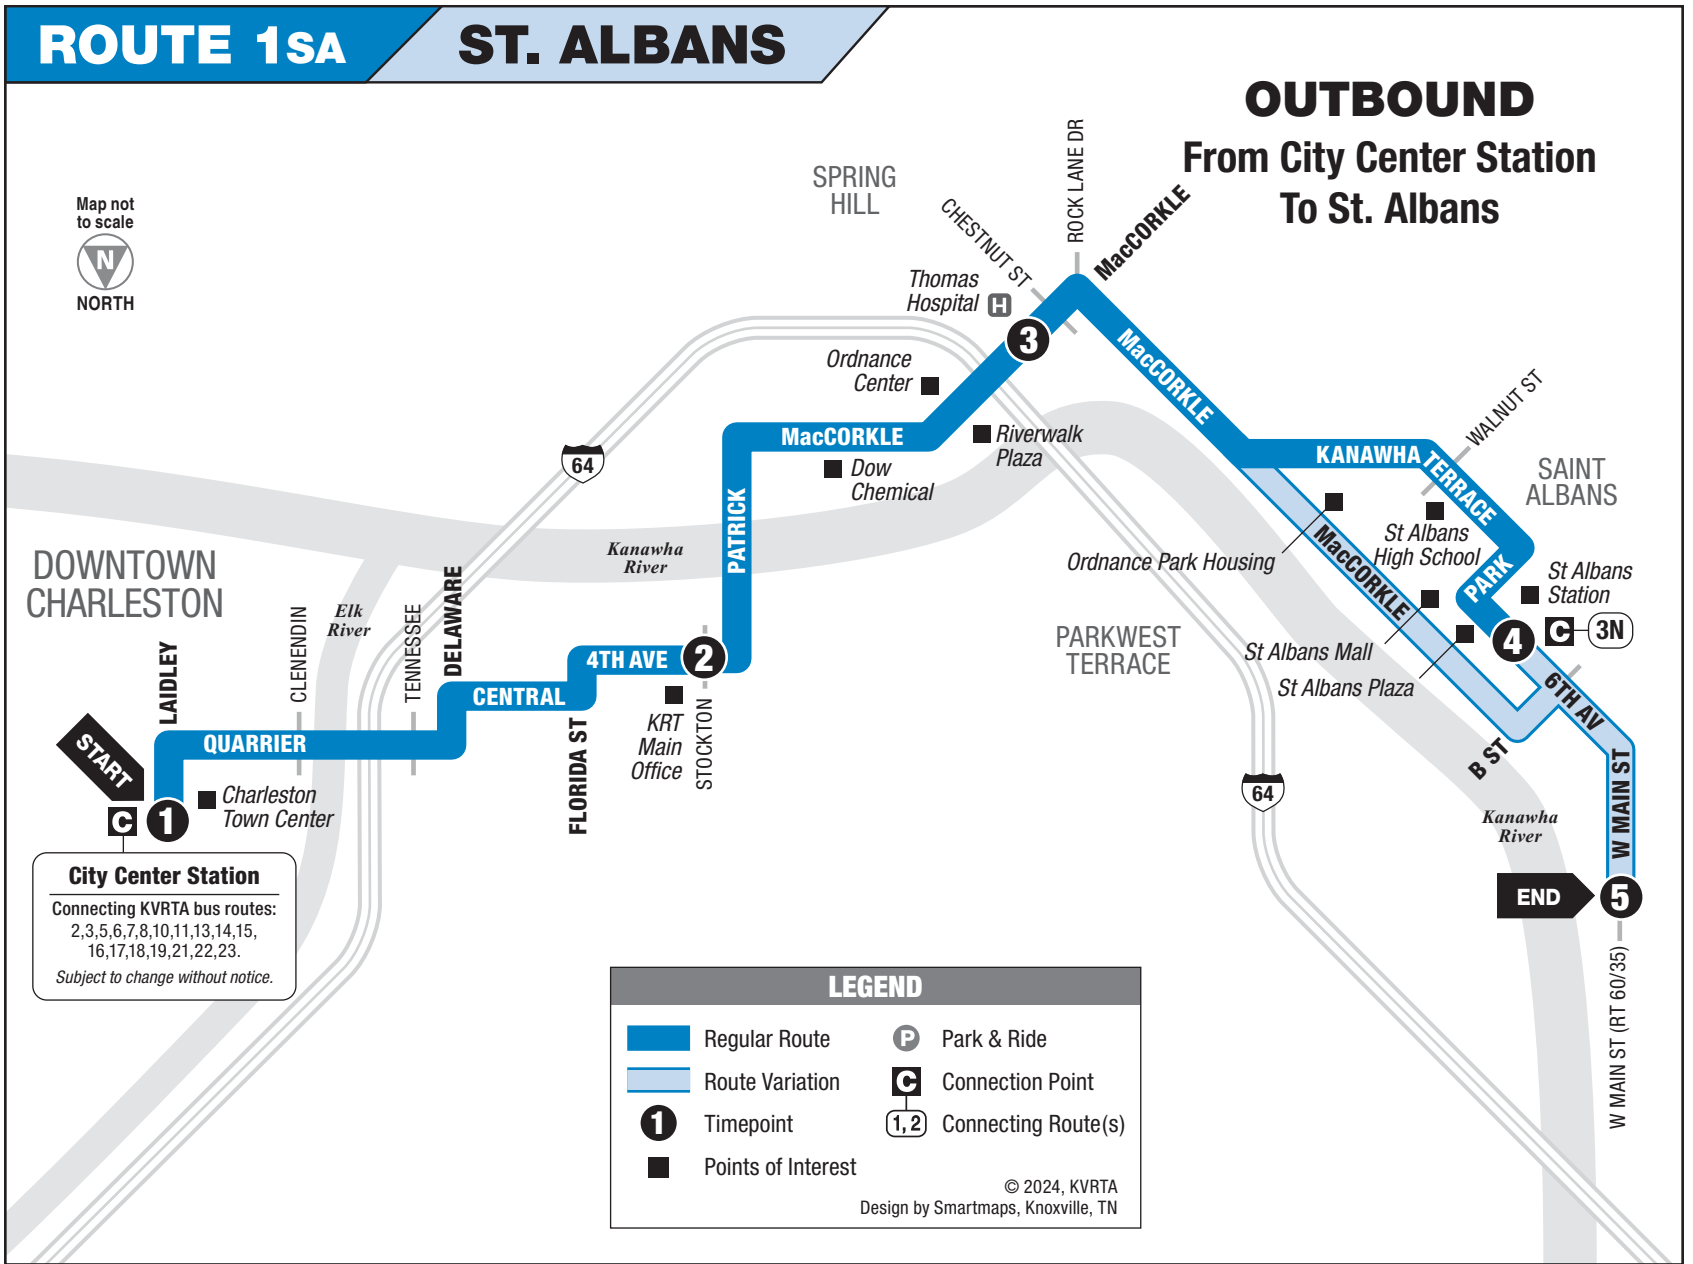 ROUTE 1SA
ST. ALBANS
OUTBOUND
From City Center Station
To St. Albans
Map not
to scale
N
NORTH
SPRING
HILL
CHESTNUT ST
ROCK LANE DR
MacCORKLE
Thomas
Hospital
H
3
Ordnance
Center
MacCORKLE
Riverwalk
Plaza
Dow
Chemical
64
PATRICK
Kanawha
River
MacCORKLE
KANAWHA
TERRACE
WALNUT ST
SAINT
ALBANS
St Albans
High School
Ordnance Park Housing
MacCORKLE
PARK
St Albans
Station
4
C
3N
St Albans Mall
St Albans Plaza
PARKWEST
TERRACE
6TH AV
B ST
W MAIN ST
64
Kanawha
River
END
5
W MAIN ST (RT 60/35)
DOWNTOWN
CHARLESTON
LAIDLEY
CLENENDIN
Elk
River
TENNESSEE
DELAWARE
4TH AVE
2
CENTRAL
QUARRIER
FLORIDA ST
KRT
Main
Office
STOCKTON
START
C
1
Charleston
Town Center
City Center Station
Connecting KVRTA bus routes:
2,3,5,6,7,8,10,11,13,14,15,
16,17,18,19,21,22,23.
Subject to change without notice.
LEGEND
Regular Route
P
Park & Ride
Route Variation
C
Connection Point
1
Timepoint
1, 2
Connecting Route(s)
Points of Interest
© 2024, KVRTA
Design by Smartmaps, Knoxville, TN